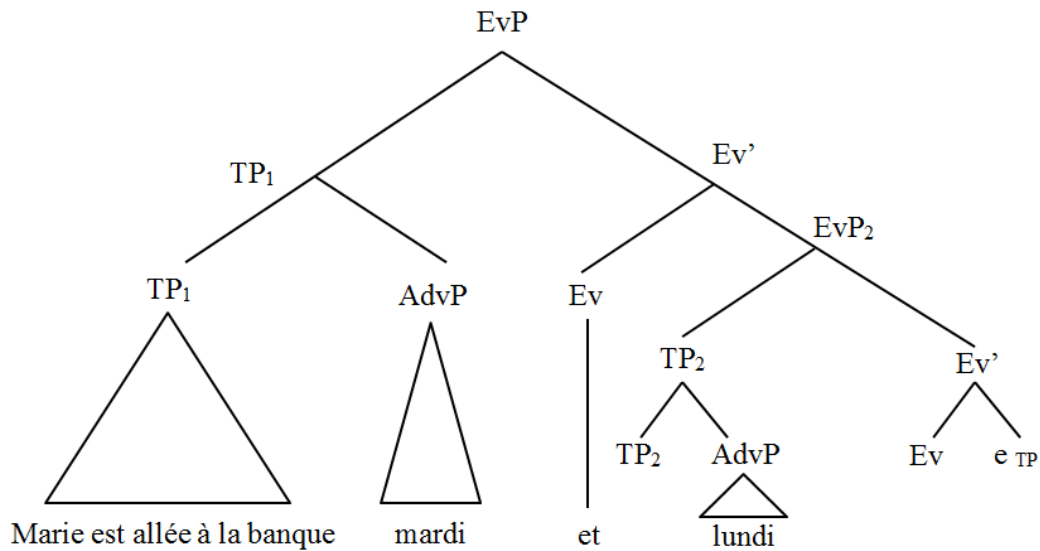 EvP
TP₁ Ev’
EvP₂
TP₁ AdvP Ev
TP₂ Ev’
TP₂ AdvP Ev e TP
Marie est allée à la banque mardi et lundi